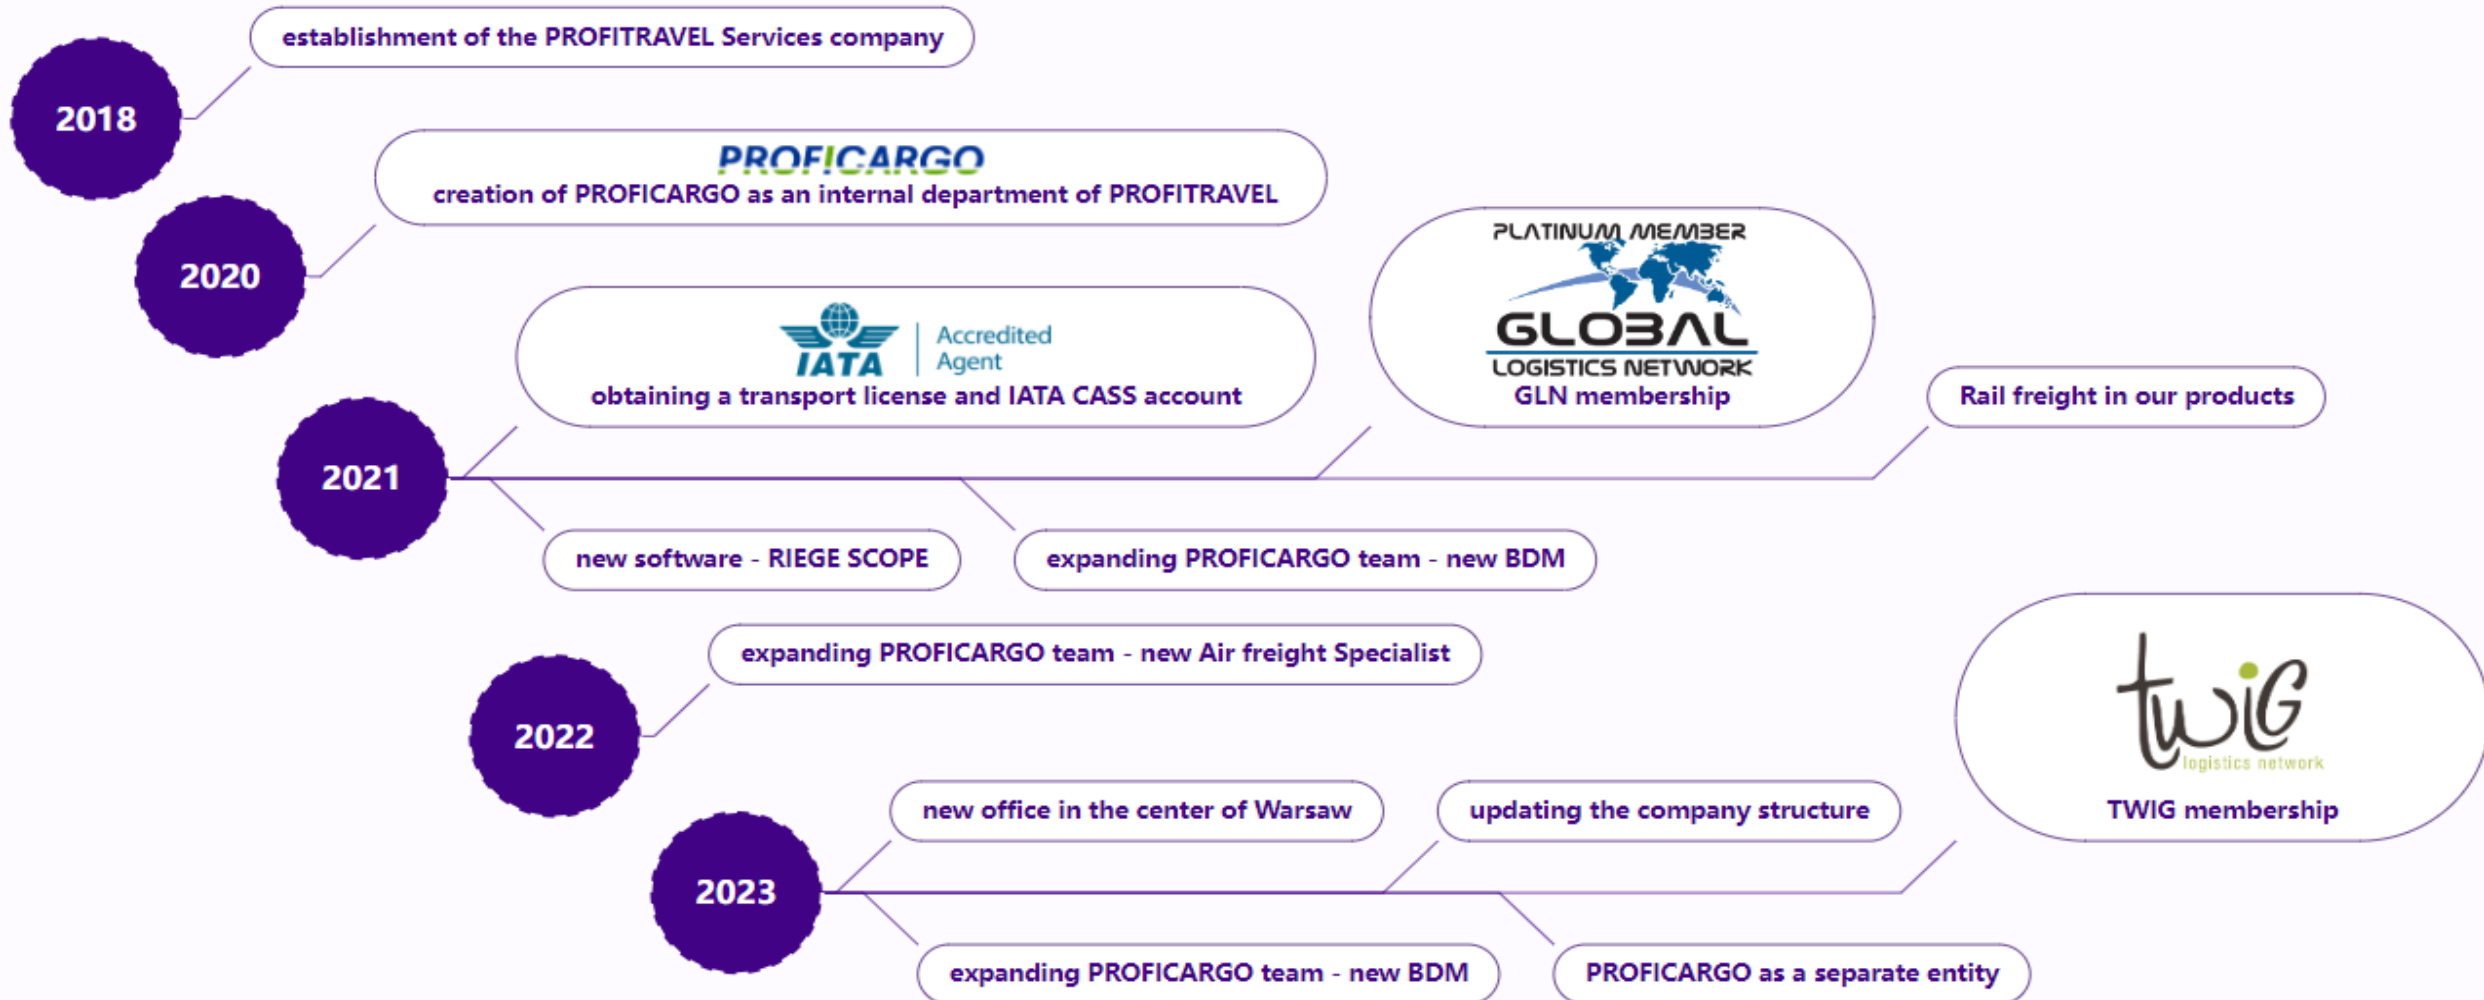 establishment of the PROFITRAVEL Services company
2018
PROFICARGO
creation of PROFICARGO as an internal department of PROFITRAVEL
2020
IATA
Accredited
Agent
obtaining a transport license and IATA CASS account
PLATINUM MEMBER
GLOBAL
LOGISTICS NETWORK
GLN membership
Rail freight in our products
2021
new software - RIEGE SCOPE
expanding PROFICARGO team - new BDM
expanding PROFICARGO team - new Air freight Specialist
2022
new office in the center of Warsaw
updating the company structure
twiG
logistics network
TWIG membership
2023
expanding PROFICARGO team - new BDM
PROFICARGO as a separate entity